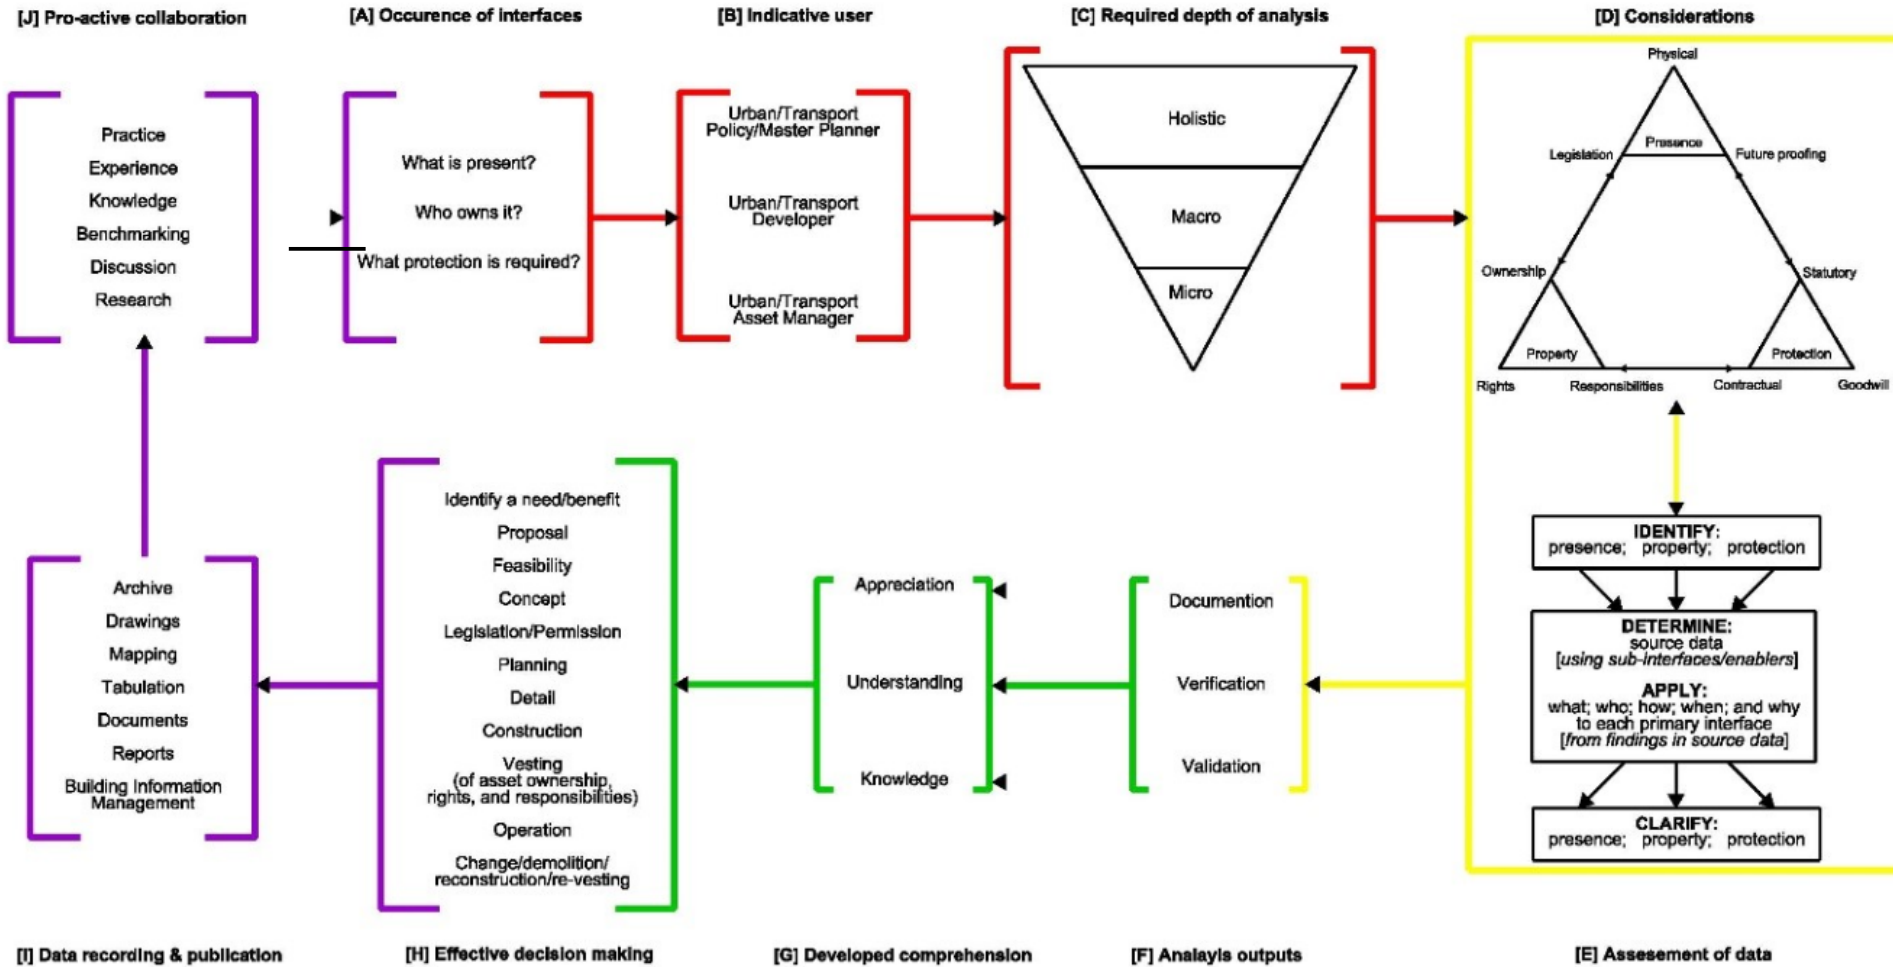 [J] Pro-active collaboration
[A] Occurence of interfaces
[B] Indicative user
[C] Required depth of analysis
[D] Considerations
Practice
Experience
Knowledge
Benchmarking
Discussion
Research
What is present?
Who owns it?
What protection is required?
Urban/Transport
Policy/Master Planner
Urban/Transport
Developer
Urban/Transport
Asset Manager
Holistic
Macro
Micro
Physical
Presence
Legislation
Future proofing
Ownership
Statutory
Property
Protection
Rights
Responsibilities
Contractual
Goodwill
IDENTIFY:
presence; property; protection
DETERMINE:
source data
[using sub-interfaces/enablers]
APPLY:
what; who; how; when; and why
to each primary interface
[from findings in source data]
CLARIFY:
presence; property; protection
Documention
Verification
Validation
Appreciation
Understanding
Knowledge
Identify a need/benefit
Proposal
Feasibility
Concept
Legislation/Permission
Planning
Detail
Construction
Vesting
(of asset ownership,
rights, and responsibilities)
Operation
Change/demolition/
reconstruction/re-vesting
Archive
Drawings
Mapping
Tabulation
Documents
Reports
Building Information
Management
[I] Data recording & publication
[H] Effective decision making
[G] Developed comprehension
[F] Analayis outputs
[E] Assesement of data